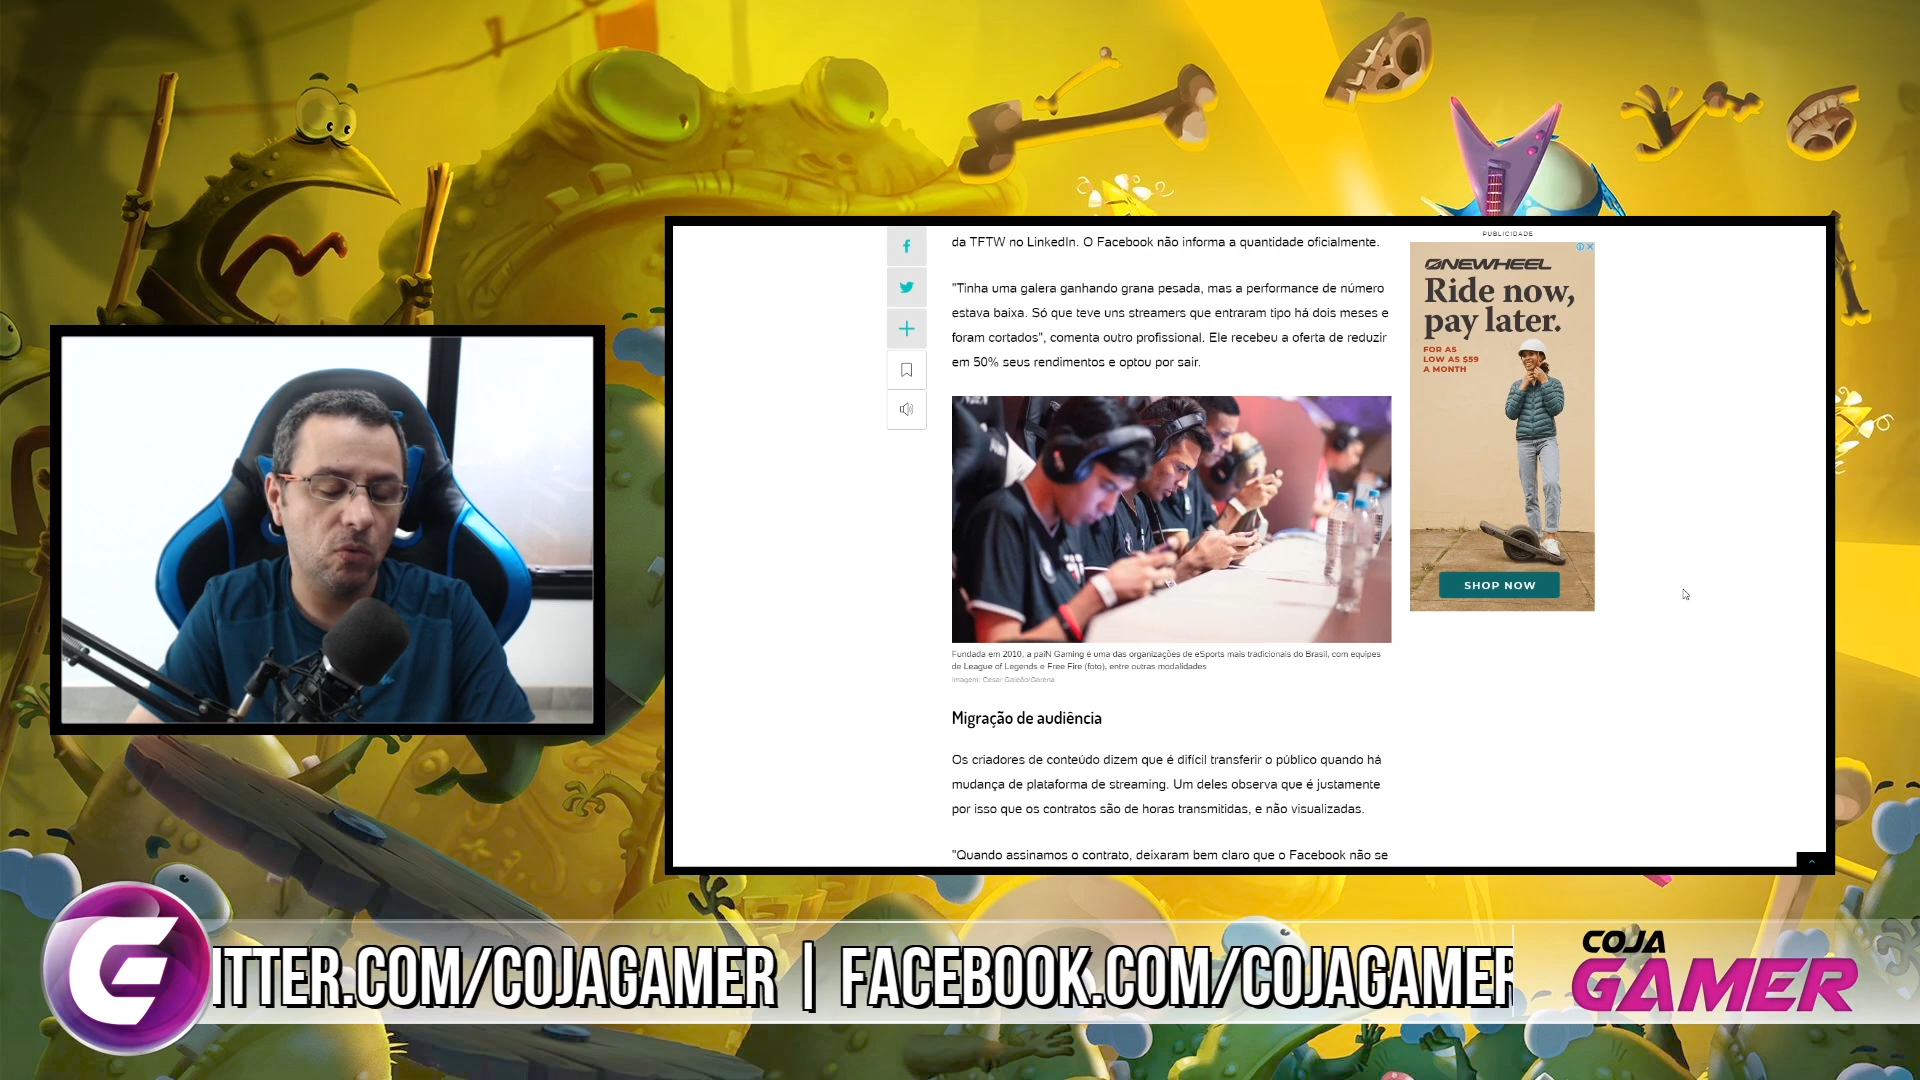 da TFTW no LinkedIn. O Facebook não informa a quantidade oficialmente.
"Tinha uma galera ganhando grana pesada, mas a performance de número
estava baixa. Só que teve uns streamers que entraram tipo há dois meses e
foram cortados", comenta outro profissional. Ele recebeu a oferta de reduzir
em 50% seus rendimentos e optou por sair.
Fundada em 2010, a paiN Gaming é uma das organizações de eSports mais tradicionais do Brasil, com equipes
de League of Legends e Free Fire (foto), entre outras modalidades
Imagem: Cesar Galeão/Garena
Migração de audiência
Os criadores de conteúdo dizem que é difícil transferir o público quando há
mudança de plataforma de streaming. Um deles observa que é justamente
por isso que os contratos são de horas transmitidas, e não visualizadas.
"Quando assinamos o contrato, deixaram bem claro que o Facebook não se
PUBLICIDADE
ONEWHEEL
Ride now,
pay later.
FOR AS
LOW AS $59
A MONTH
SHOP NOW
ITTER.COM/COJAGAMER | FACEBOOK.COM/COJAGAMER
COJA
GAMER